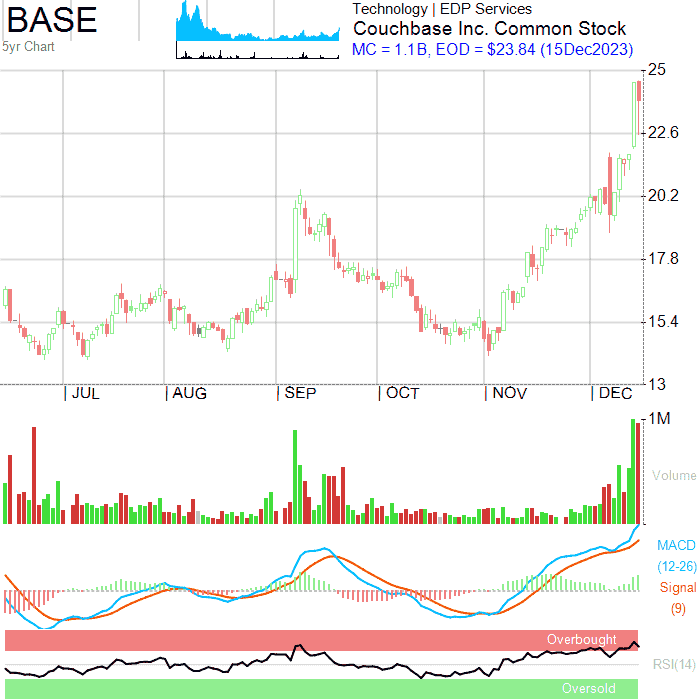 BASE
5yr Chart
Technology | EDP Services
Couchbase Inc. Common Stock
MC = 1.1B, EOD = $23.84 (15Dec2023)
25
22.6
20.2
17.8
15.4
13
| JUL | AUG | SEP | OCT | NOV | DEC
1M
Volume
MACD
(12-26)
Signal
(9)
Overbought
RSI(14)
Oversold